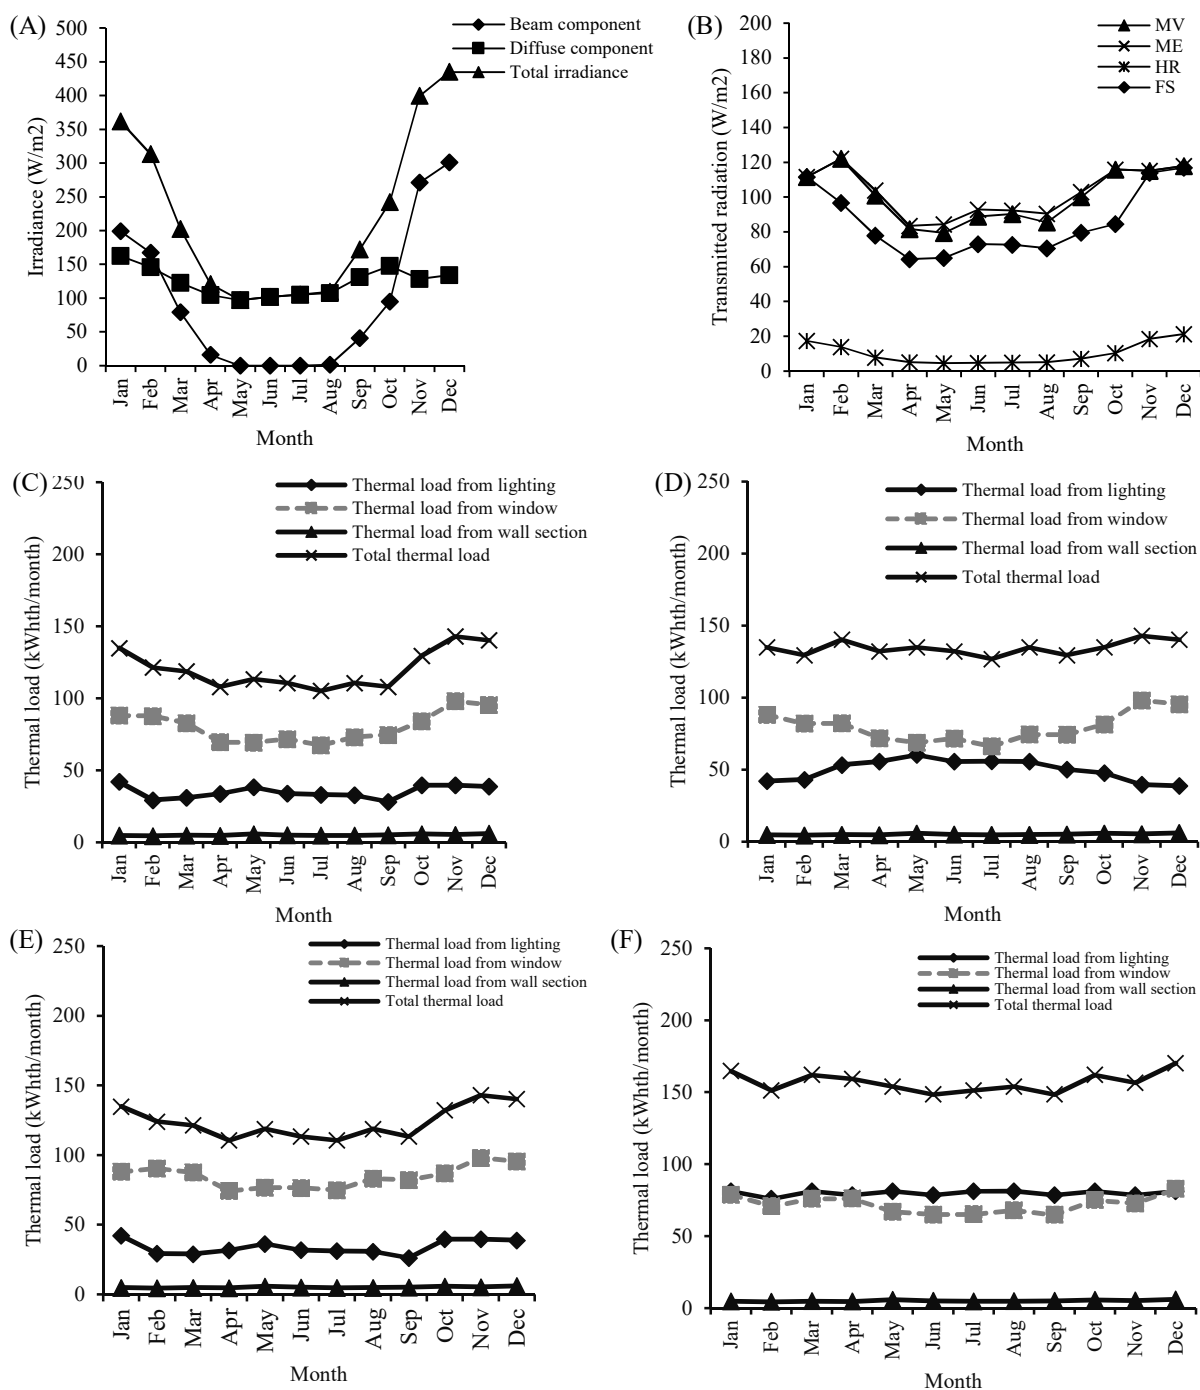 (A)
Beam component
Diffuse component
Total irradiance
500
450
400
350
300
250
200
150
100
50
0
Irradiance (W/m2)
Jan
Feb
Mar
Apr
May
Jun
Jul
Aug
Sep
Oct
Nov
Dec
Month
(B)
MV
ME
HR
FS
200
180
160
140
120
100
80
60
40
20
0
Transmitted radiation (W/m2)
Jan
Feb
Mar
Apr
May
Jun
Jul
Aug
Sep
Oct
Nov
Dec
Month
(C)
Thermal load from lighting
Thermal load from window
Thermal load from wall section
Total thermal load
250
200
150
100
50
0
Thermal load (kWhth/month)
Jan
Feb
Mar
Apr
May
Jun
Jul
Aug
Sep
Oct
Nov
Dec
Month
(D)
Thermal load from lighting
Thermal load from window
Thermal load from wall section
Total thermal load
250
200
150
100
50
0
Thermal load (kWhth/month)
Jan
Feb
Mar
Apr
May
Jun
Jul
Aug
Sep
Oct
Nov
Dec
Month
(E)
Thermal load from lighting
Thermal load from window
Thermal load from wall section
Total thermal load
250
200
150
100
50
0
Thermal load (kWhth/month)
Jan
Feb
Mar
Apr
May
Jun
Jul
Aug
Sep
Oct
Nov
Dec
Month
(F)
Thermal load from lighting
Thermal load from window
Thermal load from wall section
Total thermal load
250
200
150
100
50
0
Thermal load (kWhth/month)
Jan
Feb
Mar
Apr
May
Jun
Jul
Aug
Sep
Oct
Nov
Dec
Month